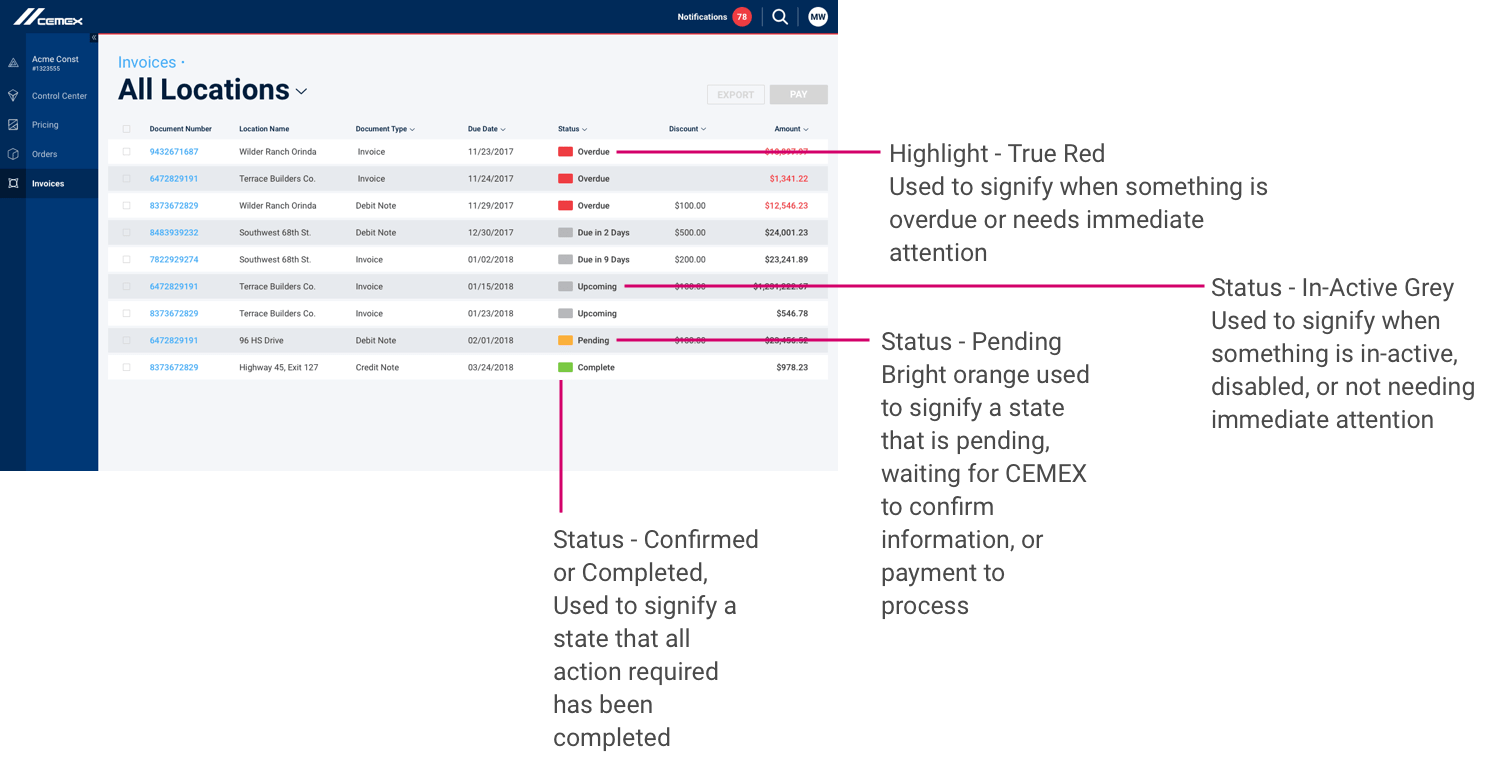 CEMEX
Notifications 78 MW
Acme Const
#1323555
Control Center
Pricing
Orders
Invoices
Invoices ·
All Locations
EXPORT PAY
Document Number Location Name Document Type Due Date Status Discount Amount
9432671687 Wilder Ranch Orinda Invoice 11/23/2017 Overdue
6472829191 Terrace Builders Co. Invoice 11/24/2017 Overdue $1,341.22
8373672829 Wilder Ranch Orinda Debit Note 11/29/2017 Overdue $100.00 $12,546.23
8483939232 Southwest 68th St. Debit Note 12/30/2017 Due in 2 Days $500.00 $24,001.23
7822929274 Southwest 68th St. Invoice 01/02/2018 Due in 9 Days $200.00 $23,241.89
6472829191 Terrace Builders Co. Invoice 01/15/2018 Upcoming $100.00
8373672829 Terrace Builders Co. Invoice 01/23/2018 Upcoming $546.78
6472829191 96 HS Drive Debit Note 02/01/2018 Pending $100.00 $23,456.52
8373672829 Highway 45, Exit 127 Credit Note 03/24/2018 Complete $978.23
Highlight - True Red
Used to signify when something is
overdue or needs immediate
attention
Status - In-Active Grey
Used to signify when
something is in-active,
disabled, or not needing
immediate attention
Status - Pending
Bright orange used
to signify a state
that is pending,
waiting for CEMEX
to confirm
information, or
payment to
process
Status - Confirmed
or Completed,
Used to signify a
state that all
action required
has been
completed